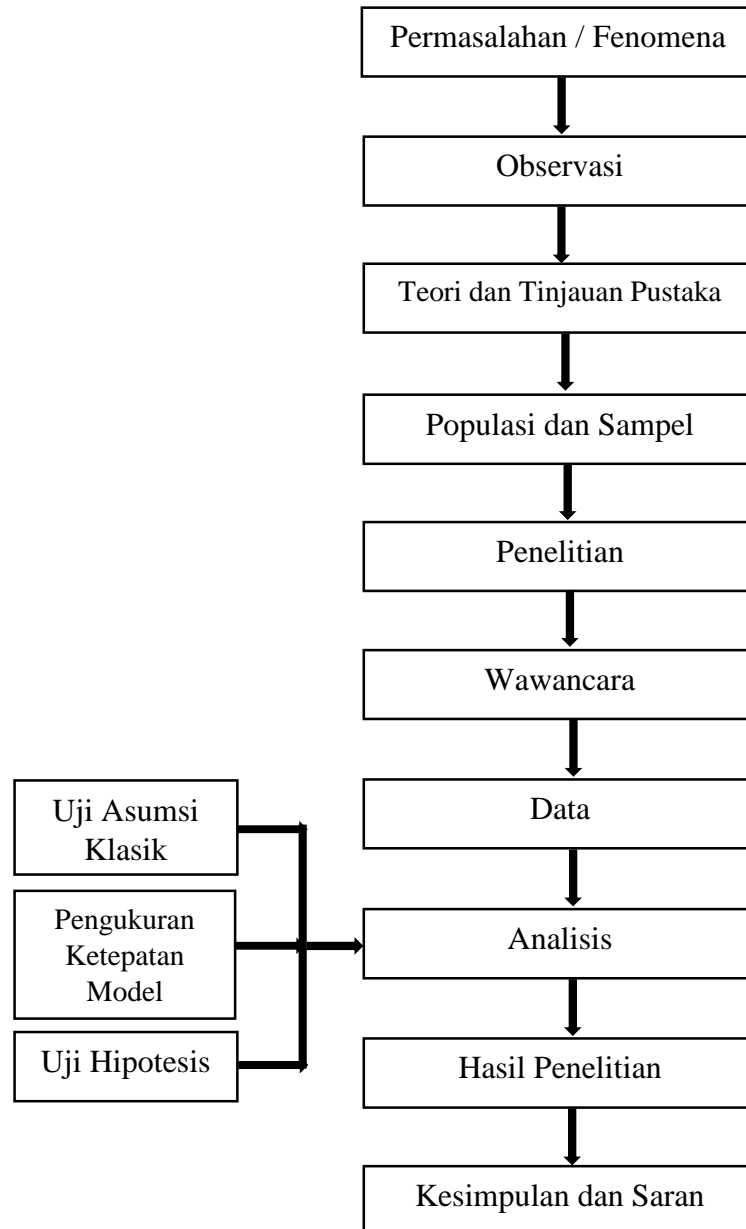 Permasalahan / Fenomena
Observasi
Teori dan Tinjauan Pustaka
Populasi dan Sampel
Penelitian
Wawancara
Data
Uji Asumsi
Klasik
Pengukuran
Ketepatan
Model
Uji Hipotesis
Analisis
Hasil Penelitian
Kesimpulan dan Saran